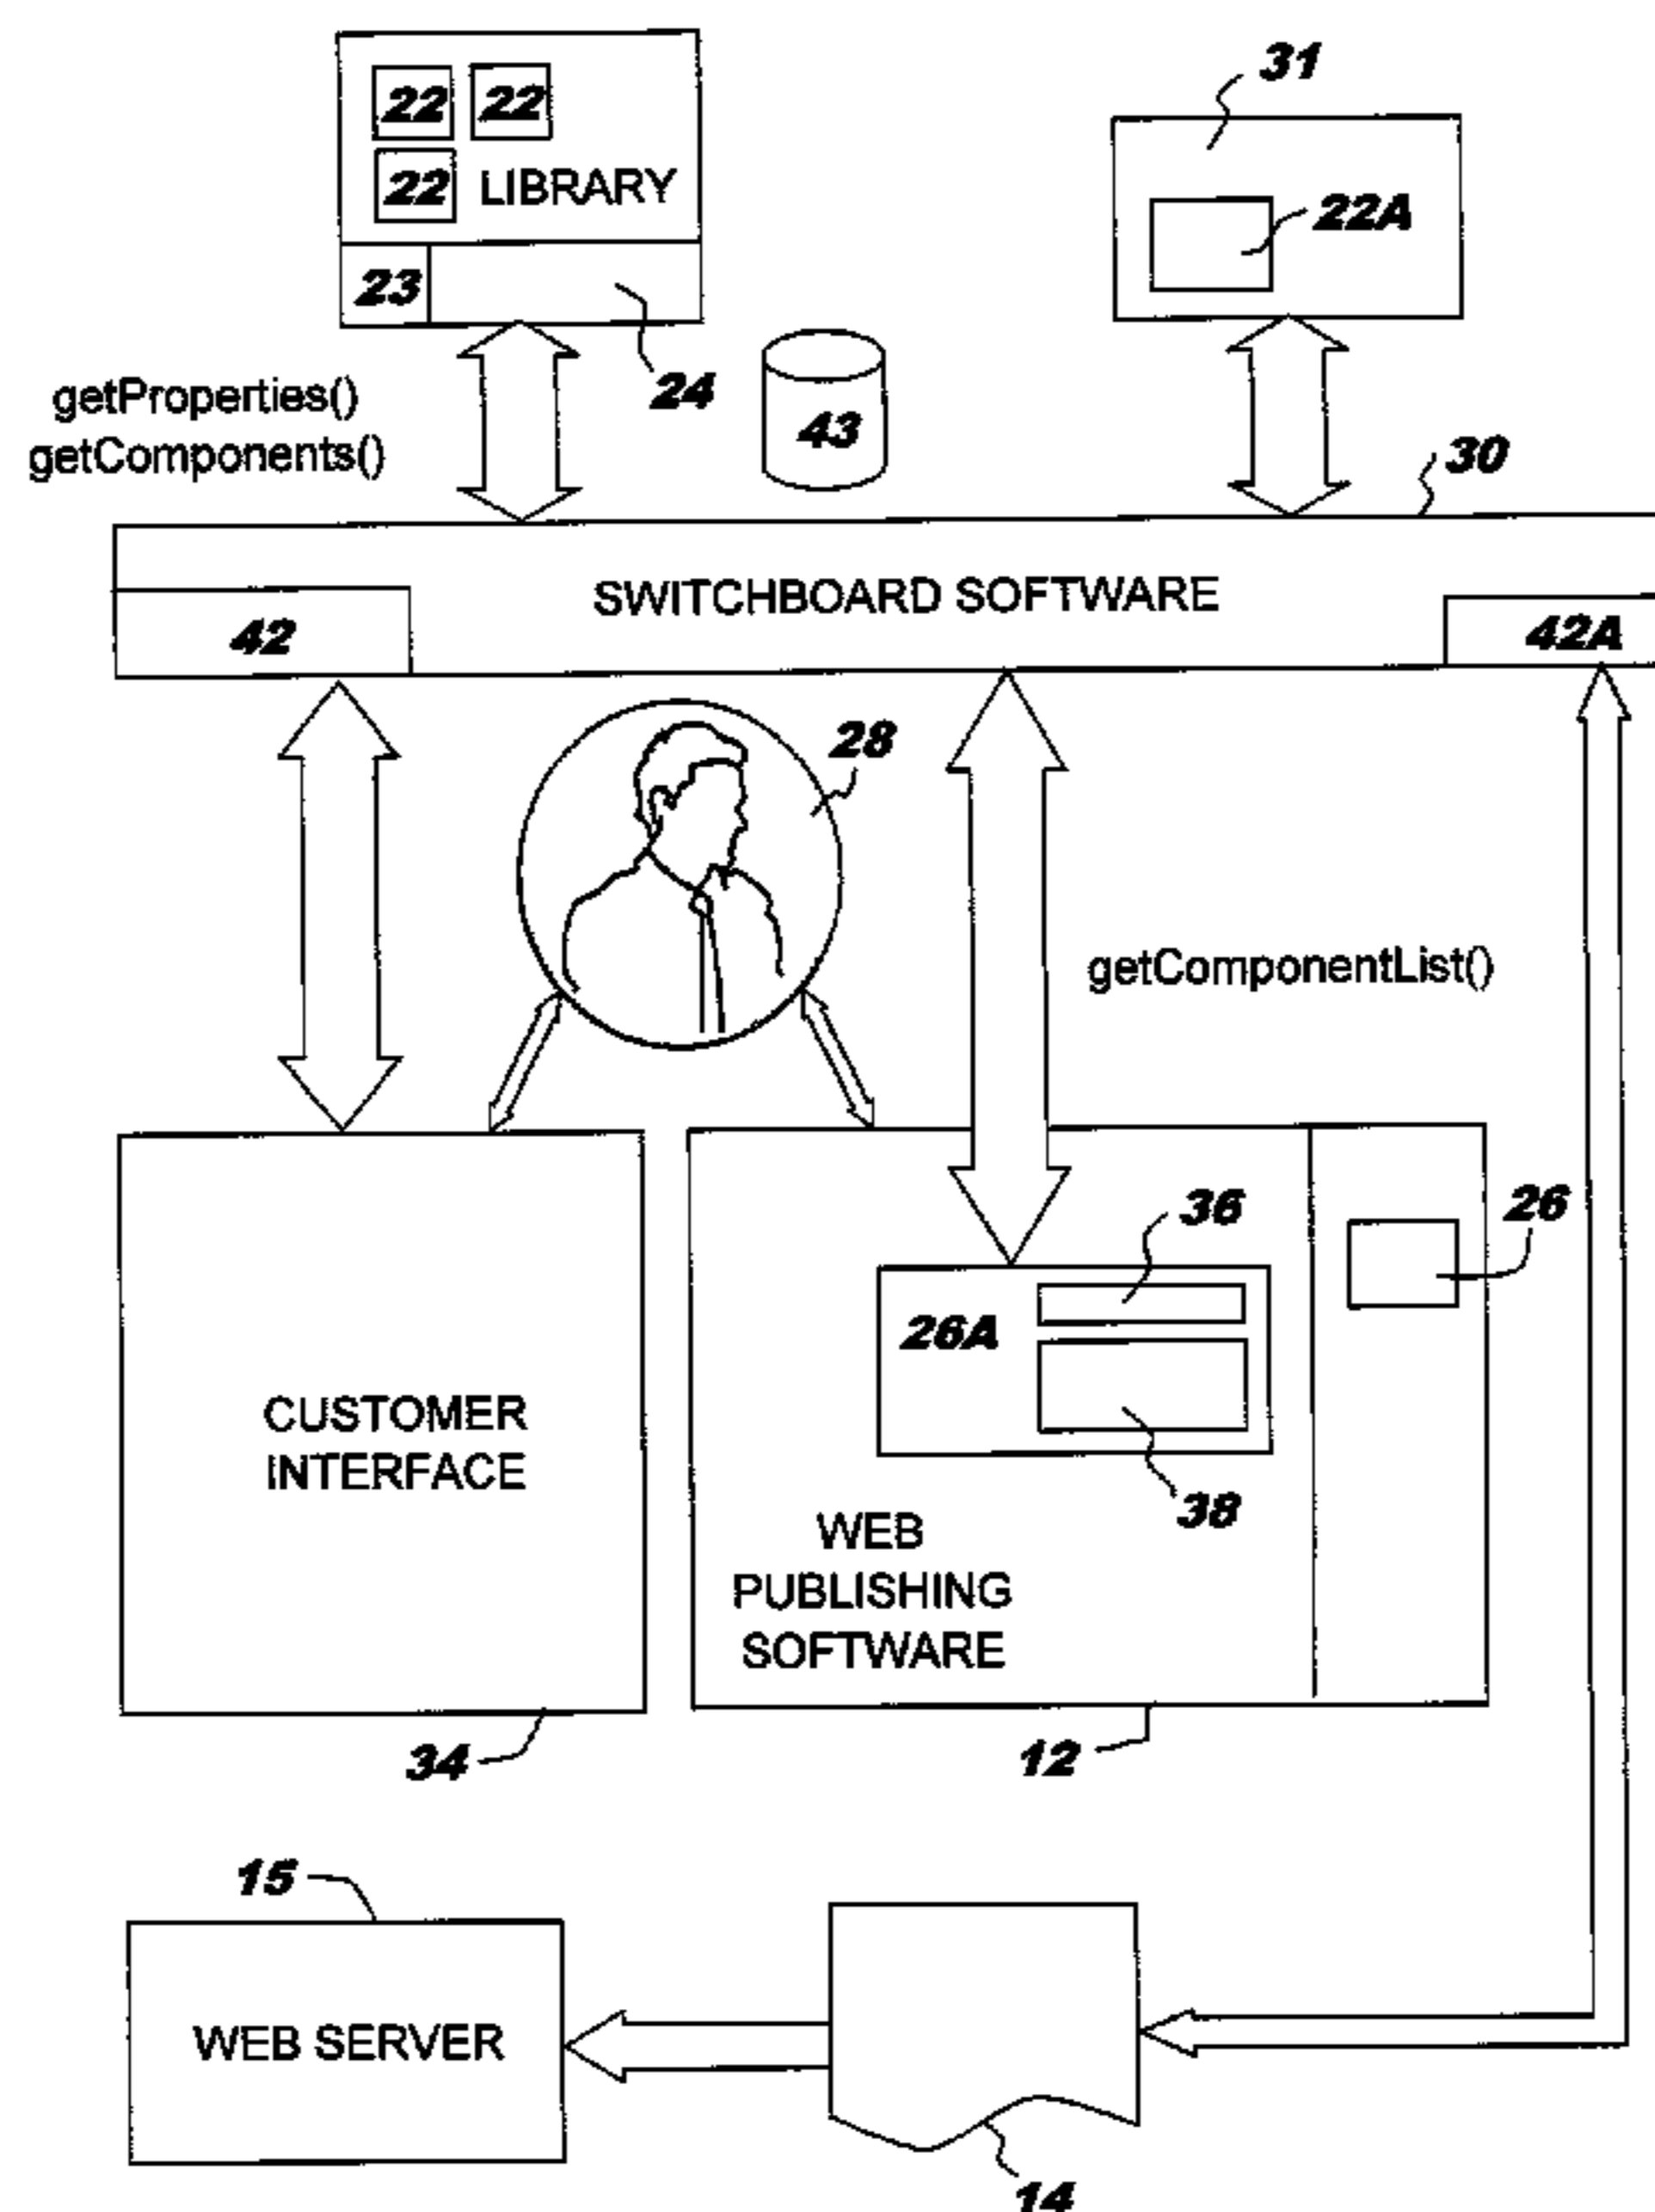 31
22 22
22 LIBRARY
22A
23
24
getProperties()
getComponents()
43
30
SWITCHBOARD SOFTWARE
42
42A
28
getComponentList()
36
26
26A
38
CUSTOMER
INTERFACE
WEB
PUBLISHING
SOFTWARE
34
12
15
WEB SERVER
14